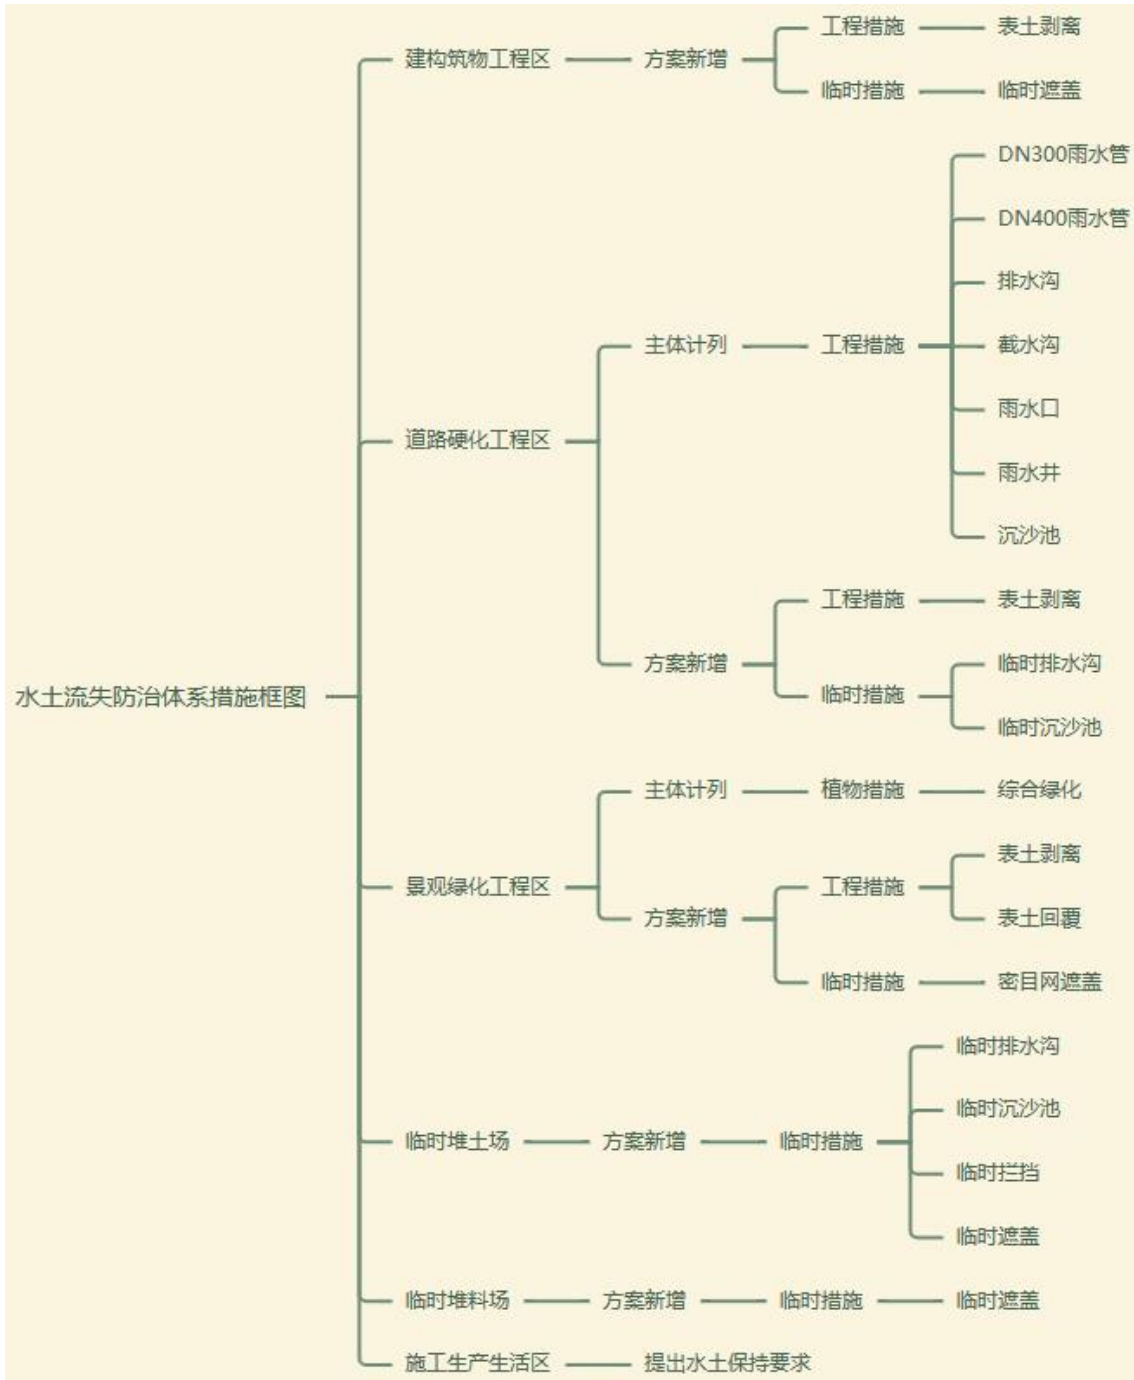 水土流失防治体系措施框图
建构筑物工程区
方案新增
工程措施
表土剥离
临时措施
临时遮盖
道路硬化工程区
主体计列
工程措施
DN300雨水管
DN400雨水管
排水沟
截水沟
雨水口
雨水井
沉沙池
方案新增
工程措施
表土剥离
临时措施
临时排水沟
临时沉沙池
景观绿化工程区
主体计列
植物措施
综合绿化
方案新增
工程措施
表土剥离
表土回覆
临时措施
密目网遮盖
临时堆土场
方案新增
临时措施
临时排水沟
临时沉沙池
临时拦挡
临时遮盖
临时堆料场
方案新增
临时措施
临时遮盖
施工生产生活区
提出水土保持要求